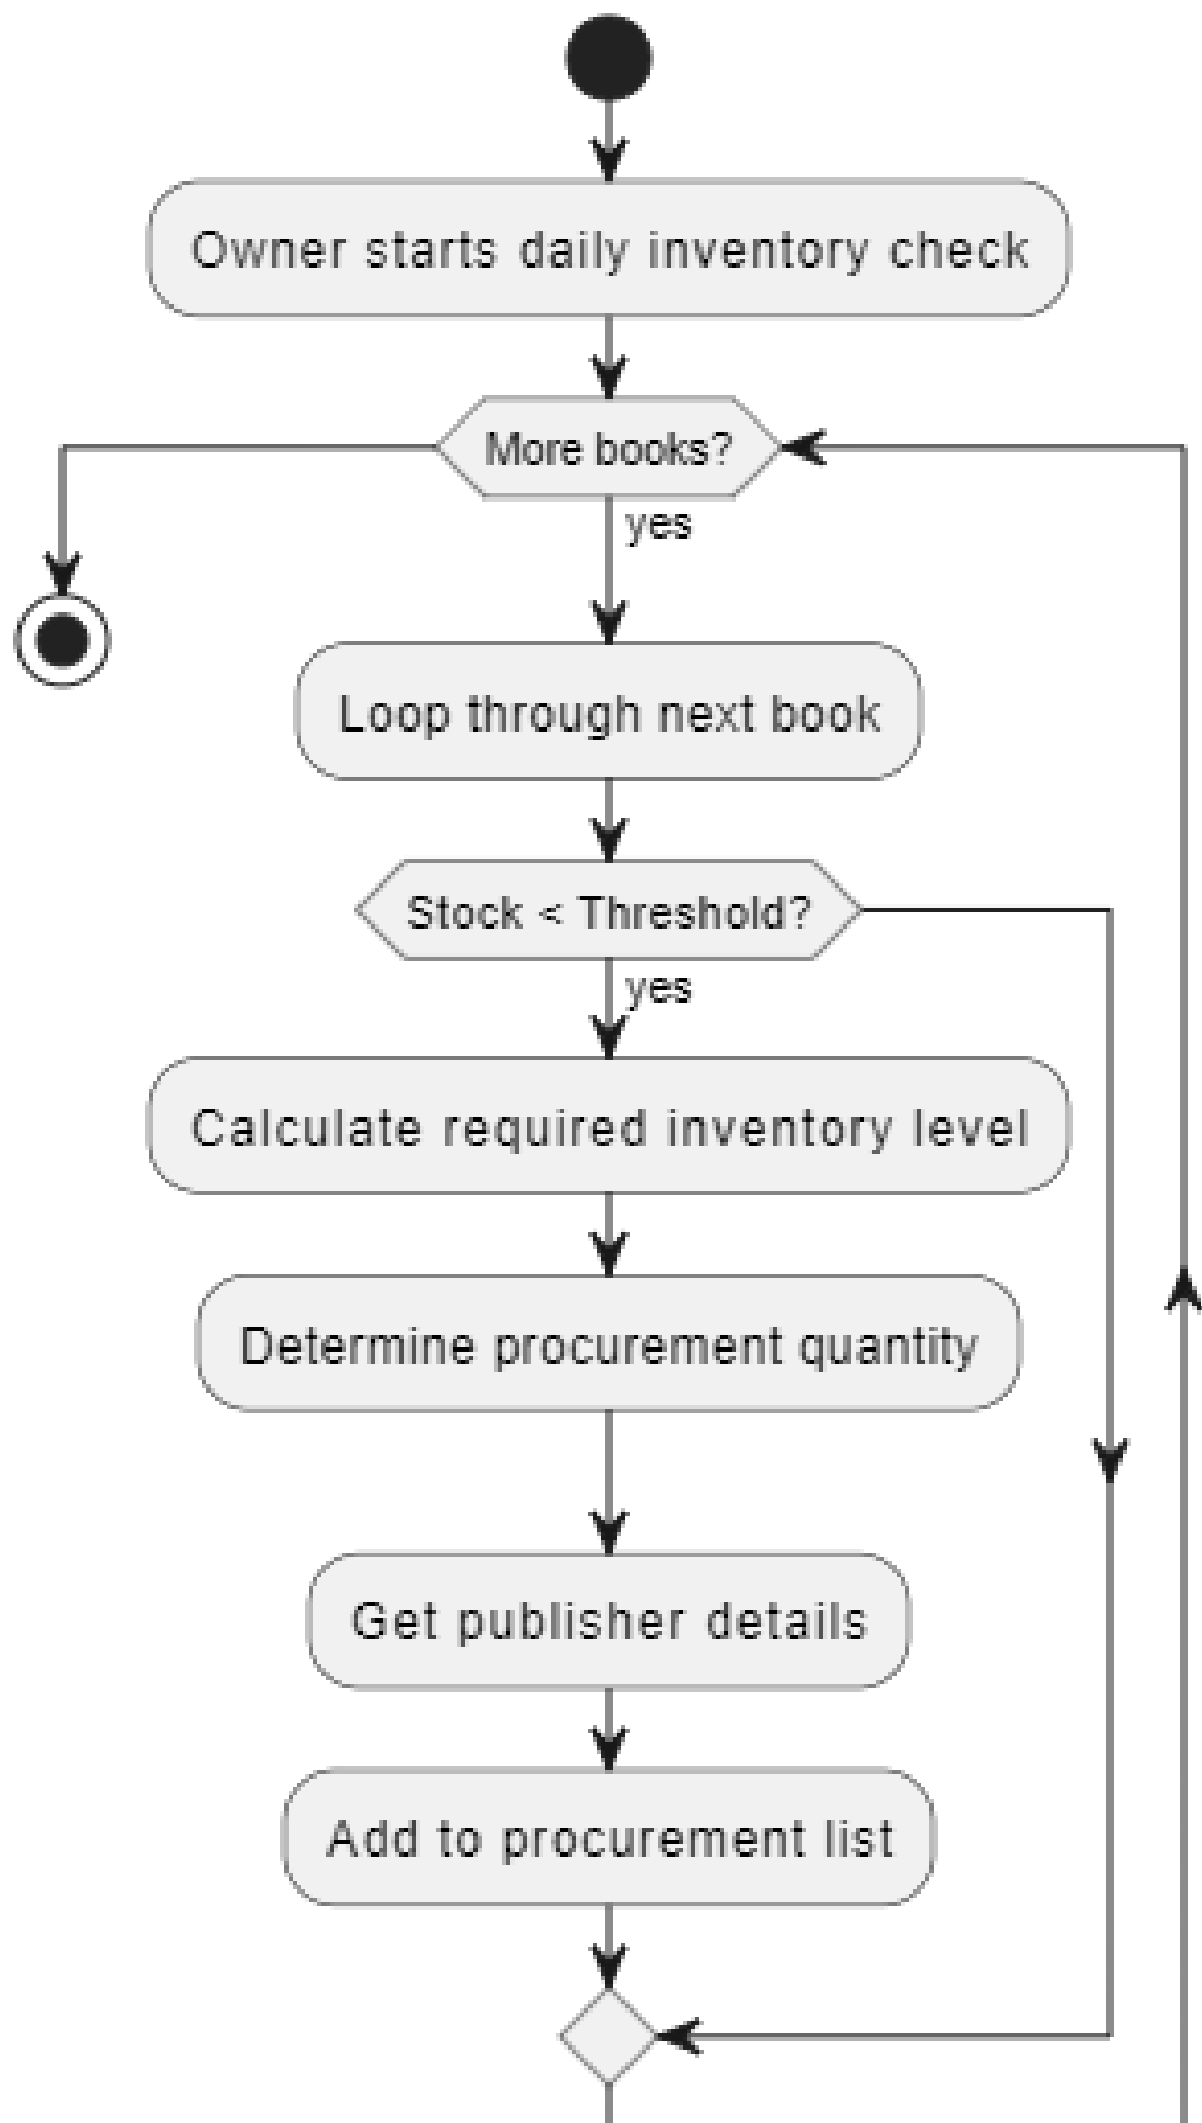 Owner starts daily inventory check
More books?
yes
Loop through next book
Stock < Threshold?
yes
Calculate required inventory level
Determine procurement quantity
Get publisher details
Add to procurement list